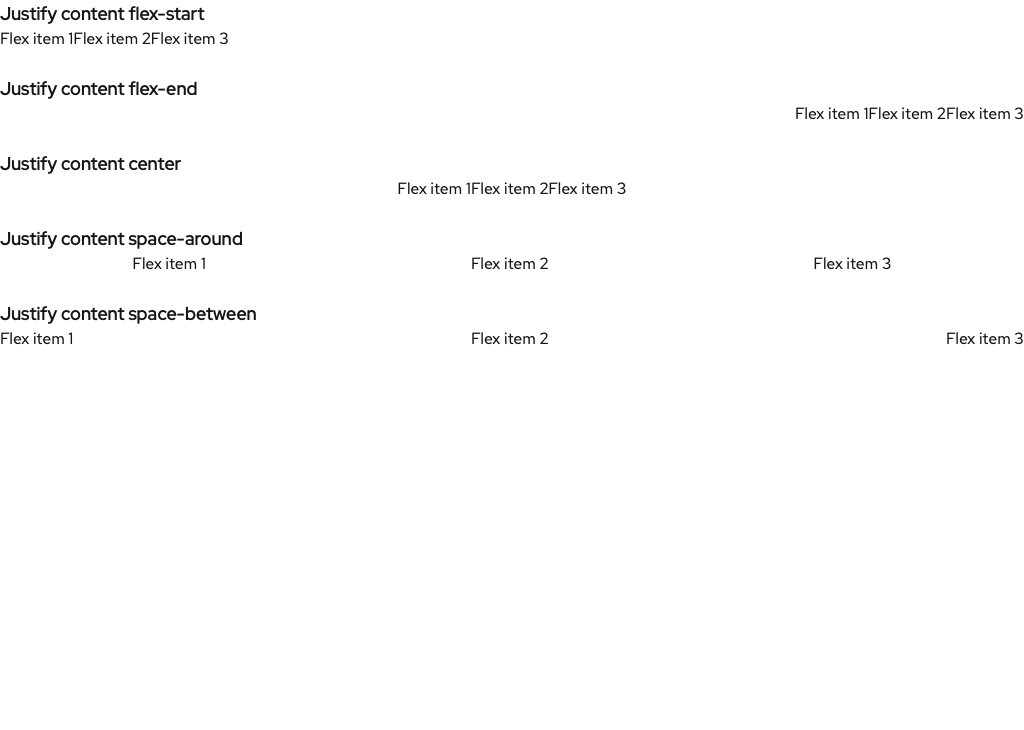 Justify content flex-start
Flex item 1Flex item 2Flex item 3
Justify content flex-end
Flex item 1Flex item 2Flex item 3
Justify content center
Flex item 1Flex item 2Flex item 3
Justify content space-around
Flex item 1 Flex item 2 Flex item 3
Justify content space-between
Flex item 1 Flex item 2 Flex item 3